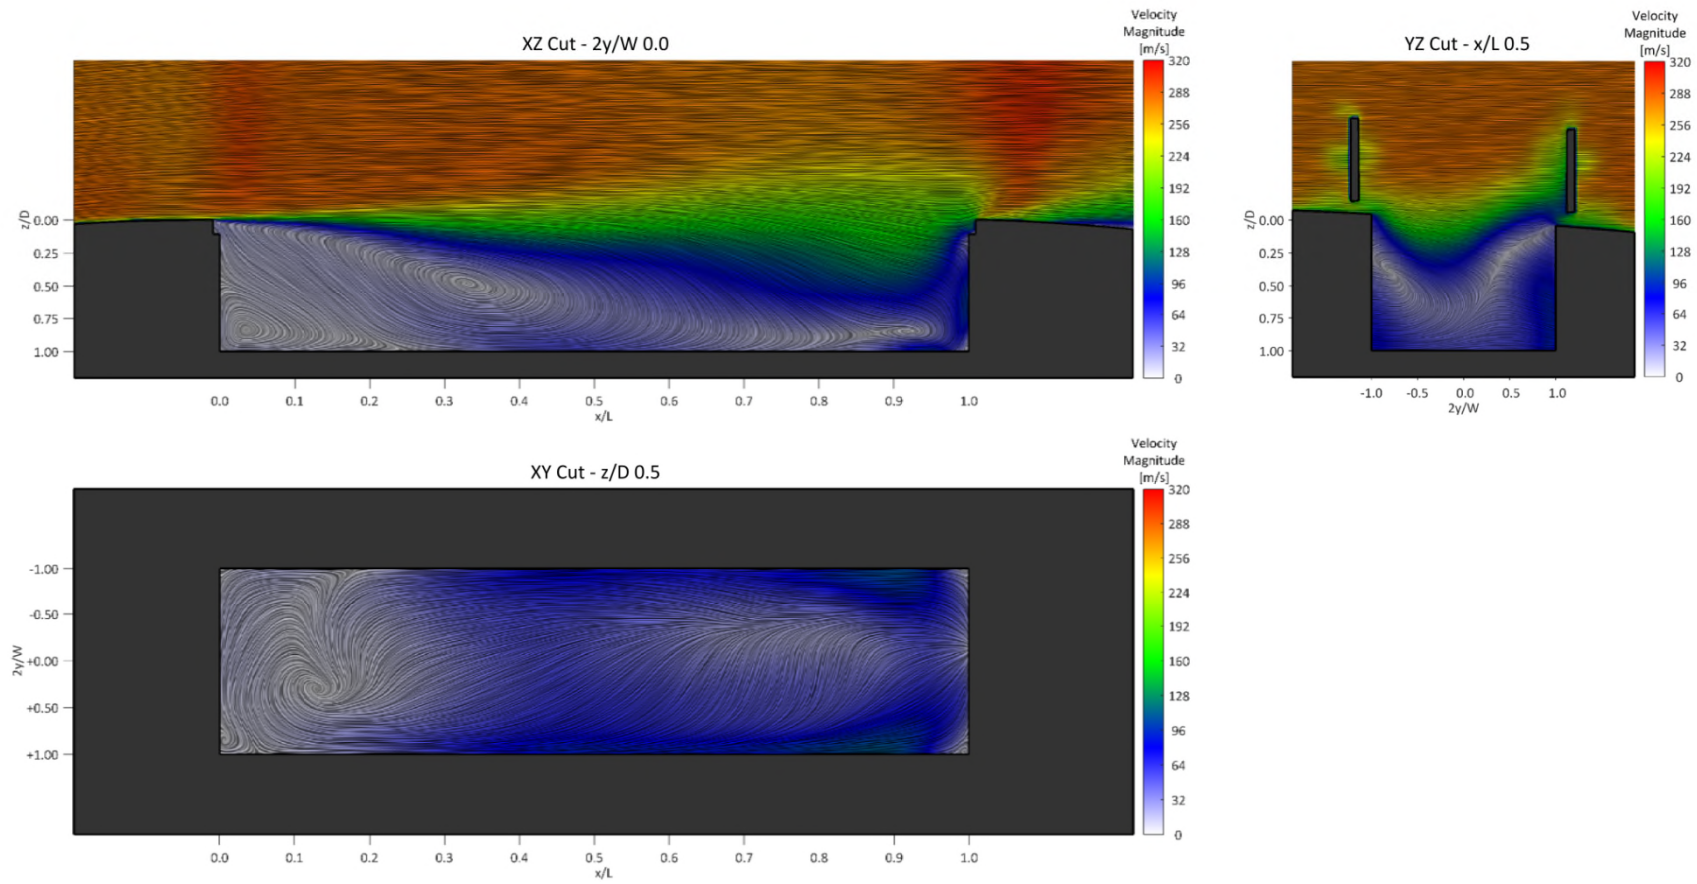 XZ Cut - 2y/W 0.0
Velocity
Magnitude
[m/s]
320
288
256
224
192
160
128
96
64
32
0
z/D
0.00
0.25
0.50
0.75
1.00
0.0 0.1 0.2 0.3 0.4 0.5 0.6 0.7 0.8 0.9 1.0
x/L
YZ Cut - x/L 0.5
Velocity
Magnitude
[m/s]
320
288
256
224
192
160
128
96
64
32
0
z/D
0.00
0.25
0.50
0.75
1.00
-1.0 -0.5 0.0 0.5 1.0
2y/W
XY Cut - z/D 0.5
Velocity
Magnitude
[m/s]
320
288
256
224
192
160
128
96
64
32
0
2y/W
-1.00
-0.50
+0.00
+0.50
+1.00
0.0 0.1 0.2 0.3 0.4 0.5 0.6 0.7 0.8 0.9 1.0
x/L